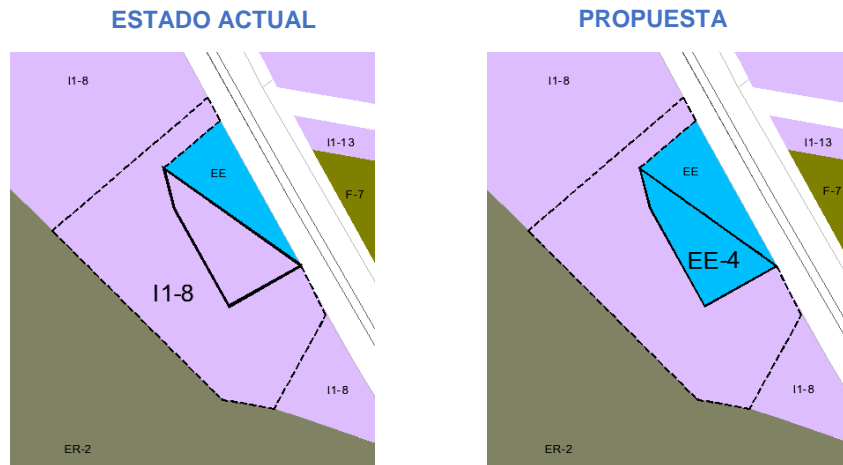 ESTADO ACTUAL
I1-8
I1-13
EE
F-7
I1-8
I1-8
ER-2
PROPUESTA
I1-8
I1-13
EE
F-7
EE-4
I1-8
ER-2